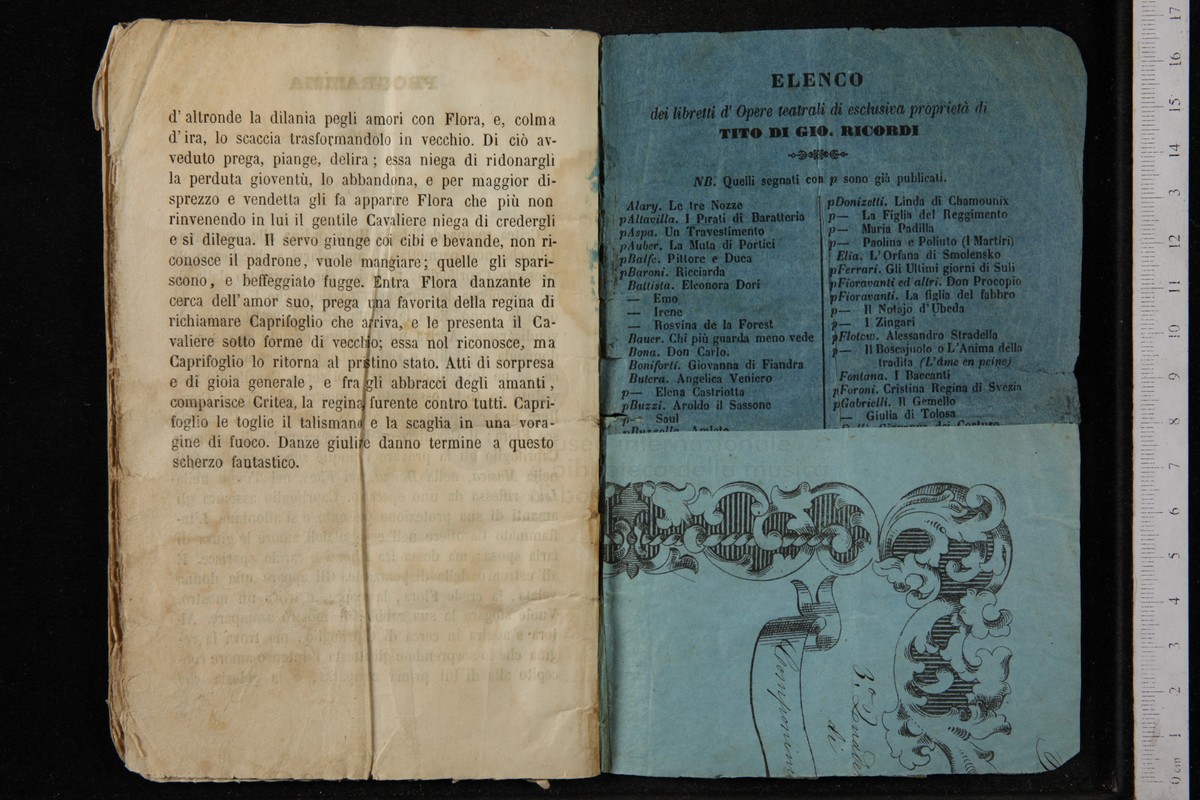 d'altronde la dilania pegli amori con Flora, e, colma
d'ira, lo scaccia trasformandolo in vecchio. Di ciò av-
veduto prega, piange, delira; essa niega di ridonargli
la perduta gioventù, lo abbandona, e per maggior di-
sprezzo e vendetta gli fa apparire Flora che più non
rinvenendo in lui il gentile Cavaliere niega di credergli
e si dilegua. Il servo giunge coi cibi e bevande, non ri-
conosce il padrone, vuole mangiare; quelle gli spari-
scono, e beffeggiato fugge. Entra Flora danzante in
cerca dell'amor suo, prega una favorita della regina di
richiamare Caprifoglio che arriva, e le presenta il Ca-
valiere sotto forme di vecchio; essa nol riconosce, ma
Caprifoglio lo ritorna al pristino stato. Atti di sorpresa
e di gioia generale, e fra gli abbracci degli amanti,
comparisce Critea, la regina furente contro tutti. Capri-
foglio le toglie il talismano e la scaglia in una vora-
gine di fuoco. Danze giulive danno termine a questo
scherzo fantastico.
ELENCO
dei libretti d'Opere teatrali di esclusiva proprietà di
TITO DI GIO. RICORDI
NB. Quelli segnati con p sono già publicati.
Alary. Le tre Nozze
pAltavilla. I Pirati di Baratteria
pAspa. Un Travestimento
pAuber. La Muta di Portici
pBalfe. Pittore e Duca
pBaroni. Ricciarda
Battista. Eleonora Dori
— Emo
— Irene
— Rosvina de la Forest
Bauer. Chi più guarda meno vede
Bona. Don Carlo.
Boniforti. Giovanna di Fiandra
Butera. Angelica Veniero
p— Elena Castriotta
pBuzzi. Aroldo il Sassone
p— Saul
pBuzzolla. Amleto
pDonizetti. Linda di Chamounix
p— La Figlia del Reggimento
p— Maria Padilla
p— Paolina e Poliuto (I Martiri)
Elia. L'Orfana di Smolensko
pFerrari. Gli Ultimi giorni di Suli
pFioravanti ed altri. Don Procopio
pFioravanti. La figlia del fabbro
p— Il Notajo d'Ubeda
p— I Zingari
pFlotow. Alessandro Stradella
p— Il Boscajuolo o L'Anima della
tradita (L'âme en peine)
Fontana. I Baccanti
pForoni. Cristina Regina di Svezia
pGabrielli. Il Gemello
— Giulia di Tolosa
3.º
di